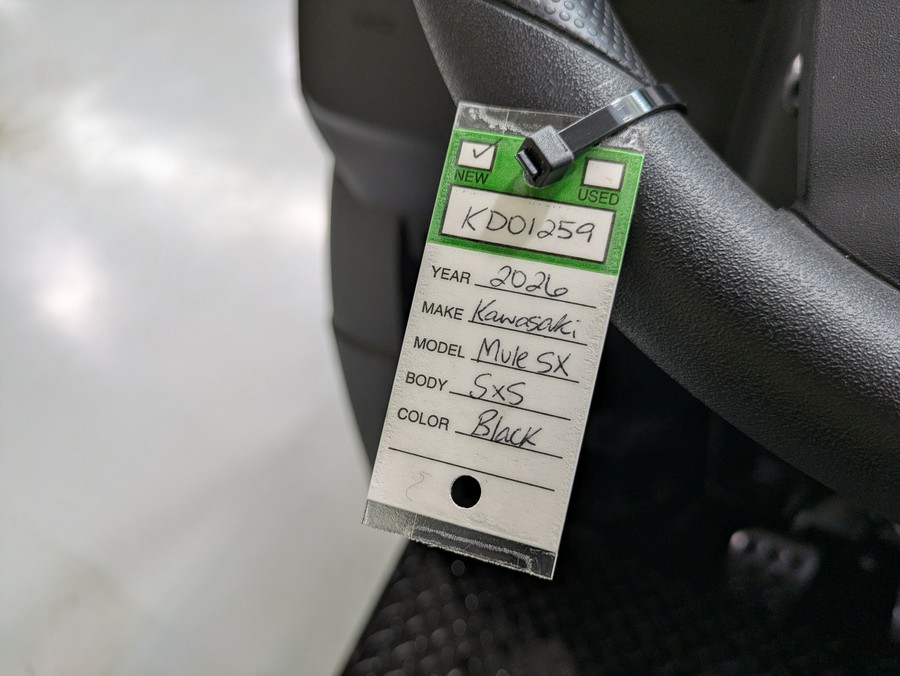 NEW
USED
KD01259
YEAR 2026
MAKE Kawasaki
MODEL Mule SX
BODY SxS
COLOR Black